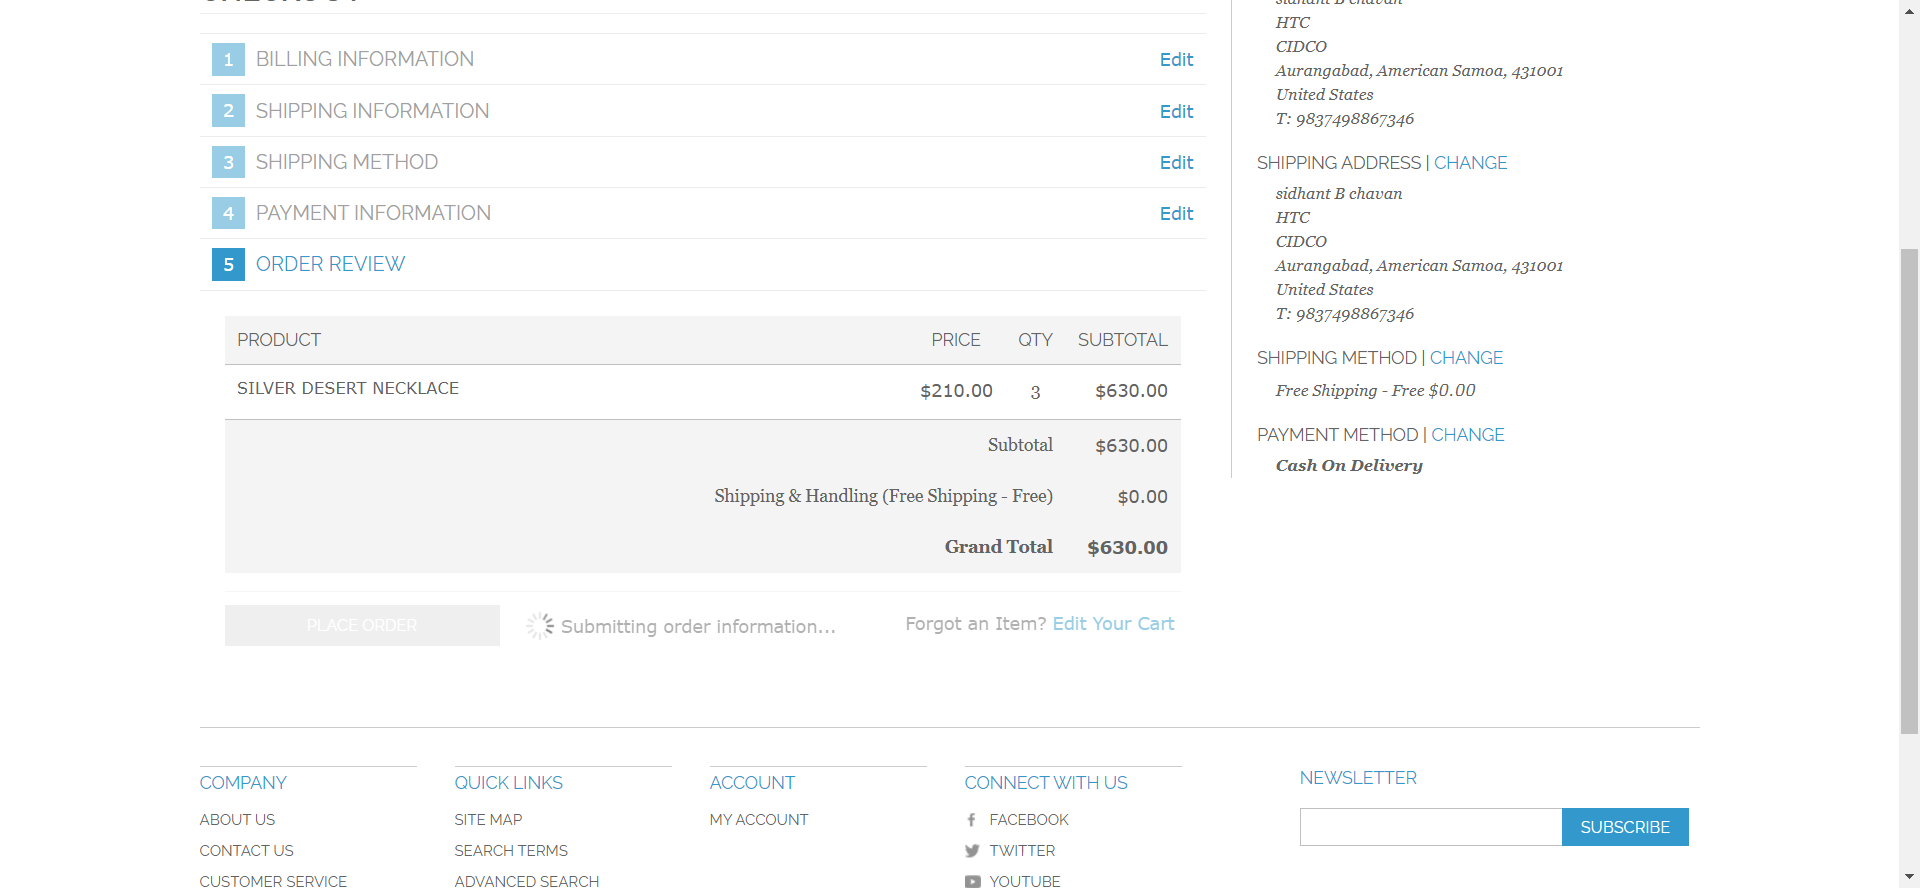 1 BILLING INFORMATION Edit
2 SHIPPING INFORMATION Edit
3 SHIPPING METHOD Edit
4 PAYMENT INFORMATION Edit
5 ORDER REVIEW
PRODUCT PRICE QTY SUBTOTAL
SILVER DESERT NECKLACE $210.00 3 $630.00
Subtotal $630.00
Shipping & Handling (Free Shipping - Free) $0.00
Grand Total $630.00
PLACE ORDER Submitting order information... Forgot an Item? Edit Your Cart
sidhant B chavan
HTC
CIDCO
Aurangabad, American Samoa, 431001
United States
T: 9837498867346
SHIPPING ADDRESS | CHANGE
sidhant B chavan
HTC
CIDCO
Aurangabad, American Samoa, 431001
United States
T: 9837498867346
SHIPPING METHOD | CHANGE
Free Shipping - Free $0.00
PAYMENT METHOD | CHANGE
Cash On Delivery
COMPANY
ABOUT US
CONTACT US
CUSTOMER SERVICE
QUICK LINKS
SITE MAP
SEARCH TERMS
ADVANCED SEARCH
ACCOUNT
MY ACCOUNT
CONNECT WITH US
FACEBOOK
TWITTER
YOUTUBE
NEWSLETTER
SUBSCRIBE